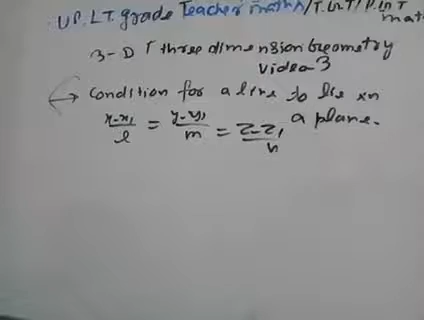 UP. LT. grade Teacher maths/T.G.T/P.G.T
math
3-D [ three dimension Geometry
video-3
Condition for a line to lie in
a plane.
x-x₁/l = y-y₁/m = z-z₁/n